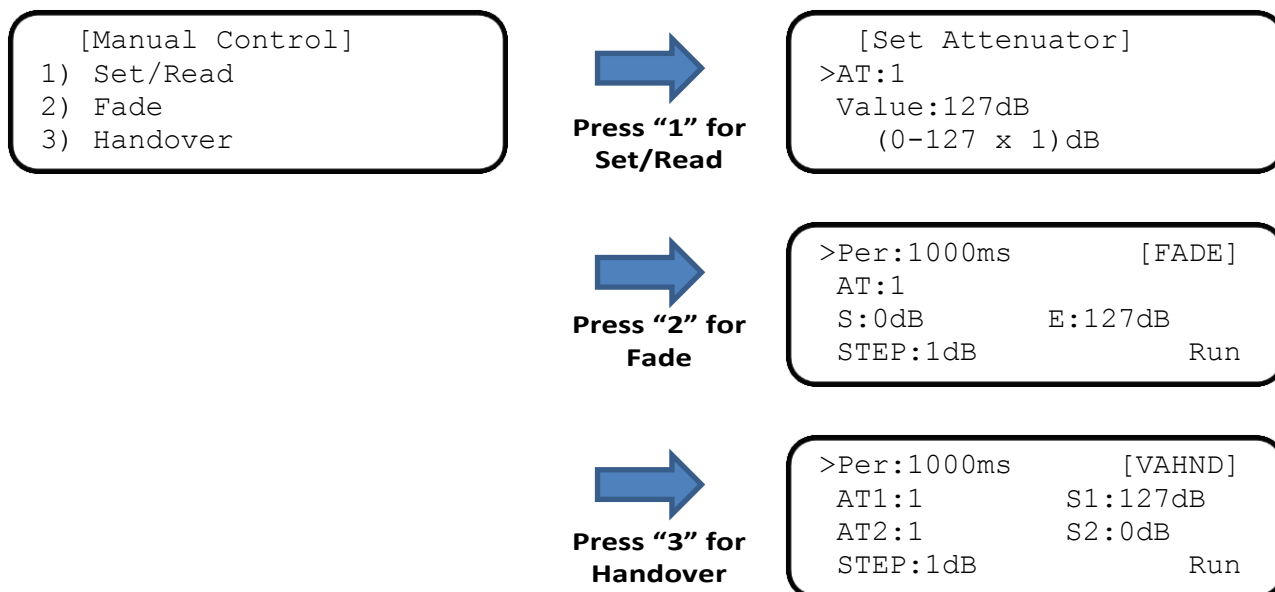 [Manual Control]
1) Set/Read
2) Fade
3) Handover
Press “1” for
Set/Read
[Set Attenuator]
>AT:1
Value:127dB
(0-127 x 1)dB
Press “2” for
Fade
>Per:1000ms [FADE]
AT:1
S:0dB E:127dB
STEP:1dB Run
Press “3” for
Handover
>Per:1000ms [VAHND]
AT1:1 S1:127dB
AT2:1 S2:0dB
STEP:1dB Run